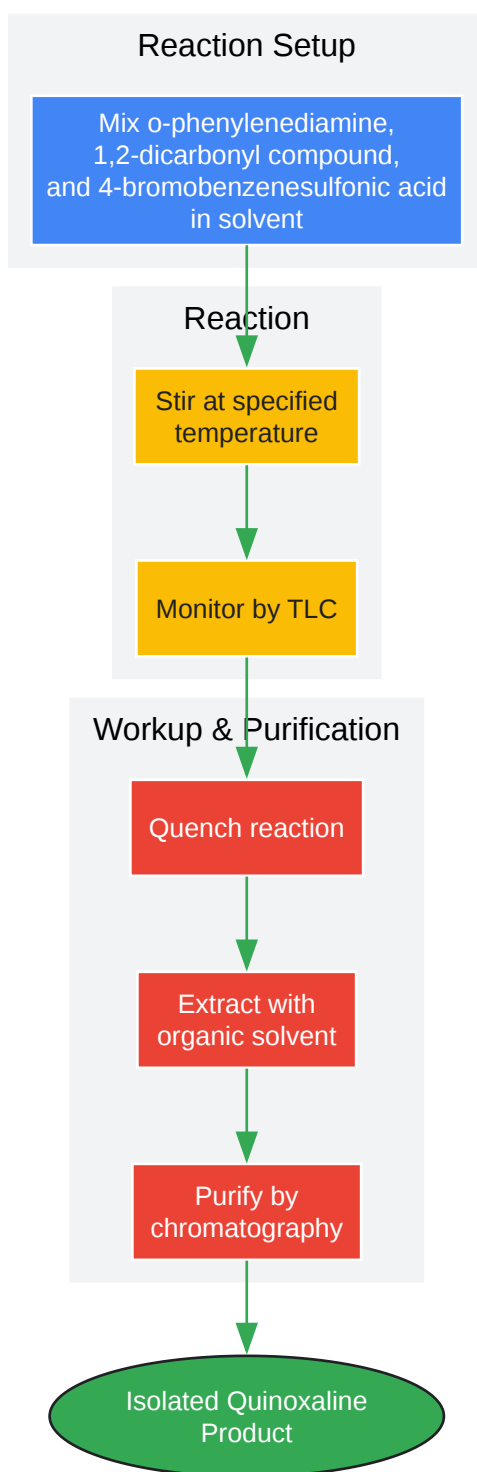 Reaction Setup
Mix o-phenylenediamine,
1,2-dicarbonyl compound,
and 4-bromobenzenesulfonic acid
in solvent
Reaction
Stir at specified
temperature
Monitor by TLC
Workup & Purification
Quench reaction
Extract with
organic solvent
Purify by
chromatography
Isolated Quinoxaline
Product